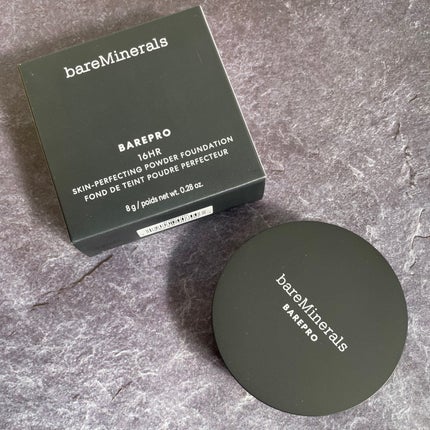 bareMinerals
BAREPRO
16HR
SKIN-PERFECTING POWDER FOUNDATION
FOND DE TEINT POUDRE PERFECTEUR
8 g / poids net wt. 0.28 oz.
bareMinerals
BAREPRO